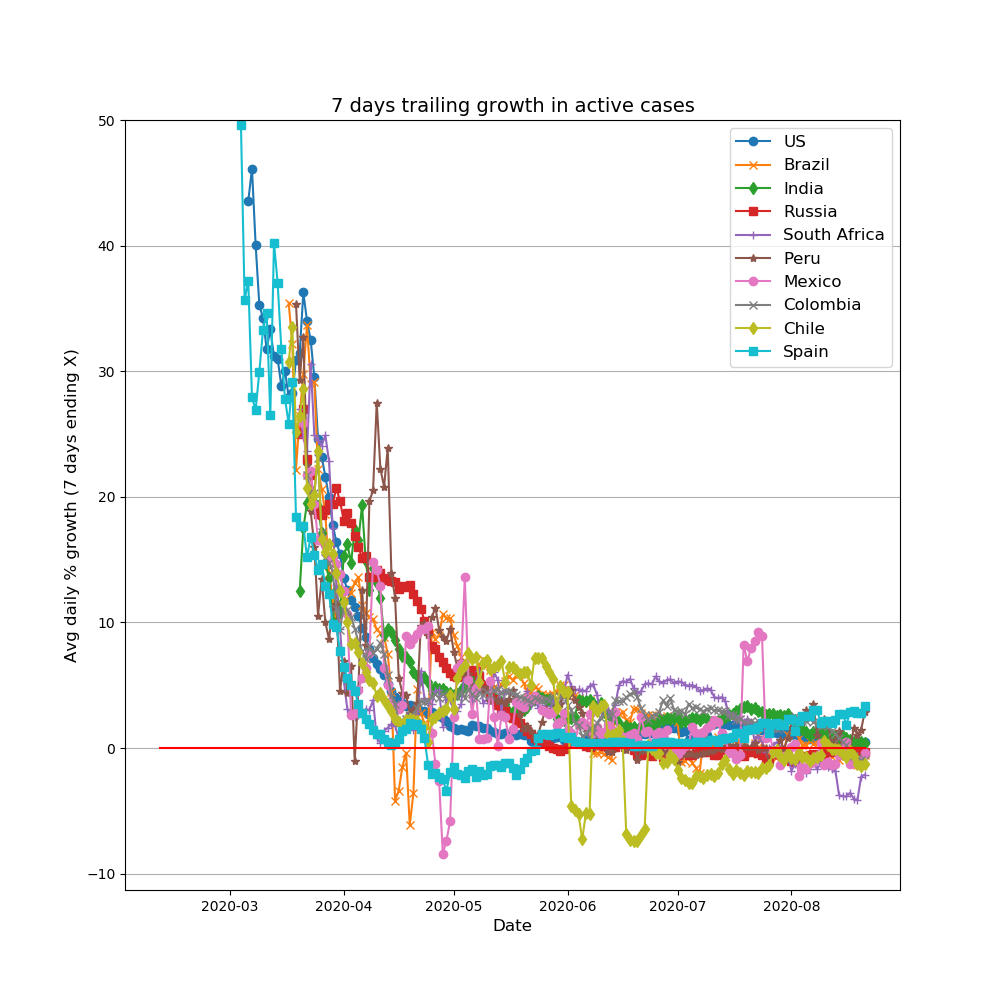 7 days trailing growth in active cases
Avg daily % growth (7 days ending X)
50
40
30
20
10
0
−10
US
Brazil
India
Russia
South Africa
Peru
Mexico
Colombia
Chile
Spain
2020-03 2020-04 2020-05 2020-06 2020-07 2020-08
Date